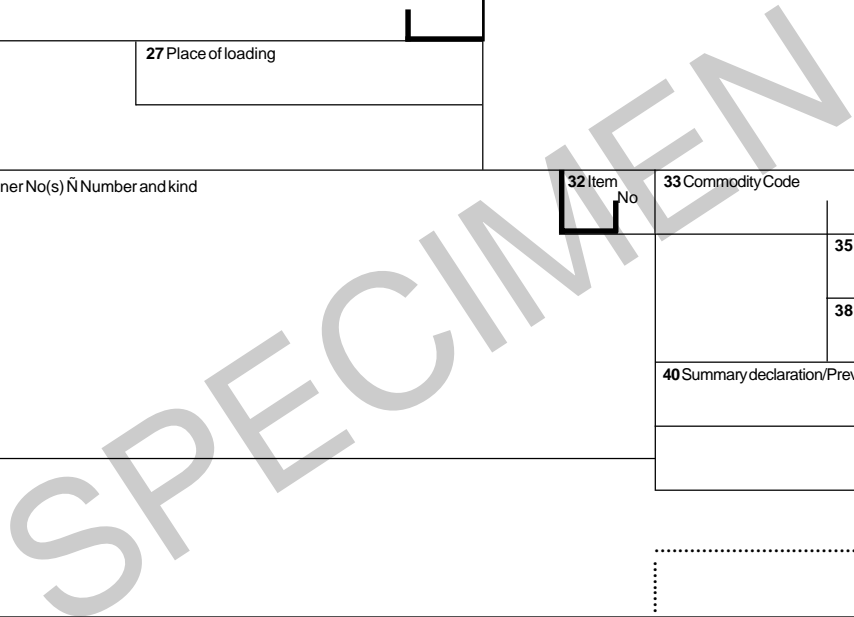 27 Place of loading
ner No(s) Ñ Number and kind
32 Item
No
33 Commodity Code
35
38
40 Summary declaration/Prev
SPECIMEN